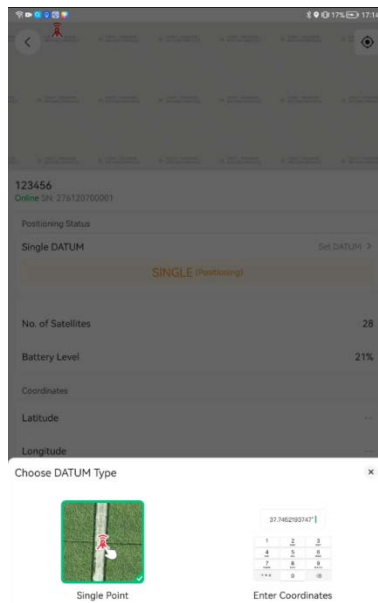 17% 17:14
123456
Online SN: 276120700001
Positioning Status
Single DATUM Set DATUM >
SINGLE (Positioning)
No. of Satellites 28
Battery Level 21%
Coordinates
Latitude --
Longitude --
Choose DATUM Type ×
37.7452193747°
1 2 3
4 5 6
7 8 9
0
Single Point Enter Coordinates